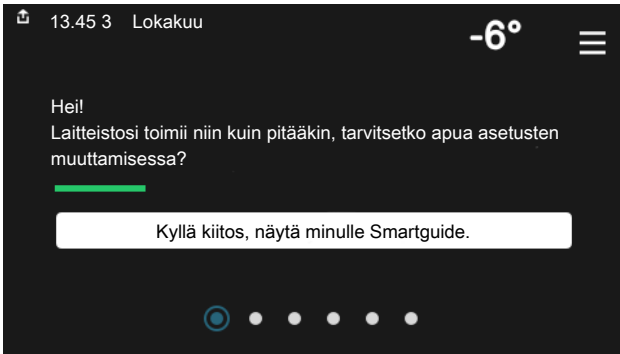 13.45 3 Lokakuu
-6°
Hei!
Laitteistosi toimii niin kuin pitääkin, tarvitsetko apua asetusten
muuttamisessa?
Kyllä kiitos, näytä minulle Smartguide.